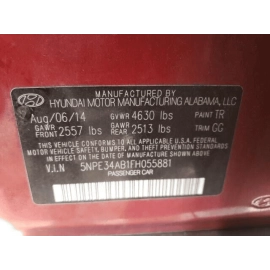 MANUFACTURED BY
HYUNDAI MOTOR MANUFACTURING ALABAMA, LLC
Aug/06/14 GVWR 4630 lbs PAINT TR
GAWR FRONT 2557 lbs GAWR REAR 2513 lbs TRIM GG
THIS VEHICLE CONFORMS TO ALL APPLICABLE U.S.A. FEDERAL
MOTOR VEHICLE SAFETY, BUMPER, AND THEFT PREVENTION
STANDARDS IN EFFECT ON THE DATE OF MANUFACTURE SHOWN ABOVE.
V.I.N 5NPE34AB1FH055881
PASSENGER CAR